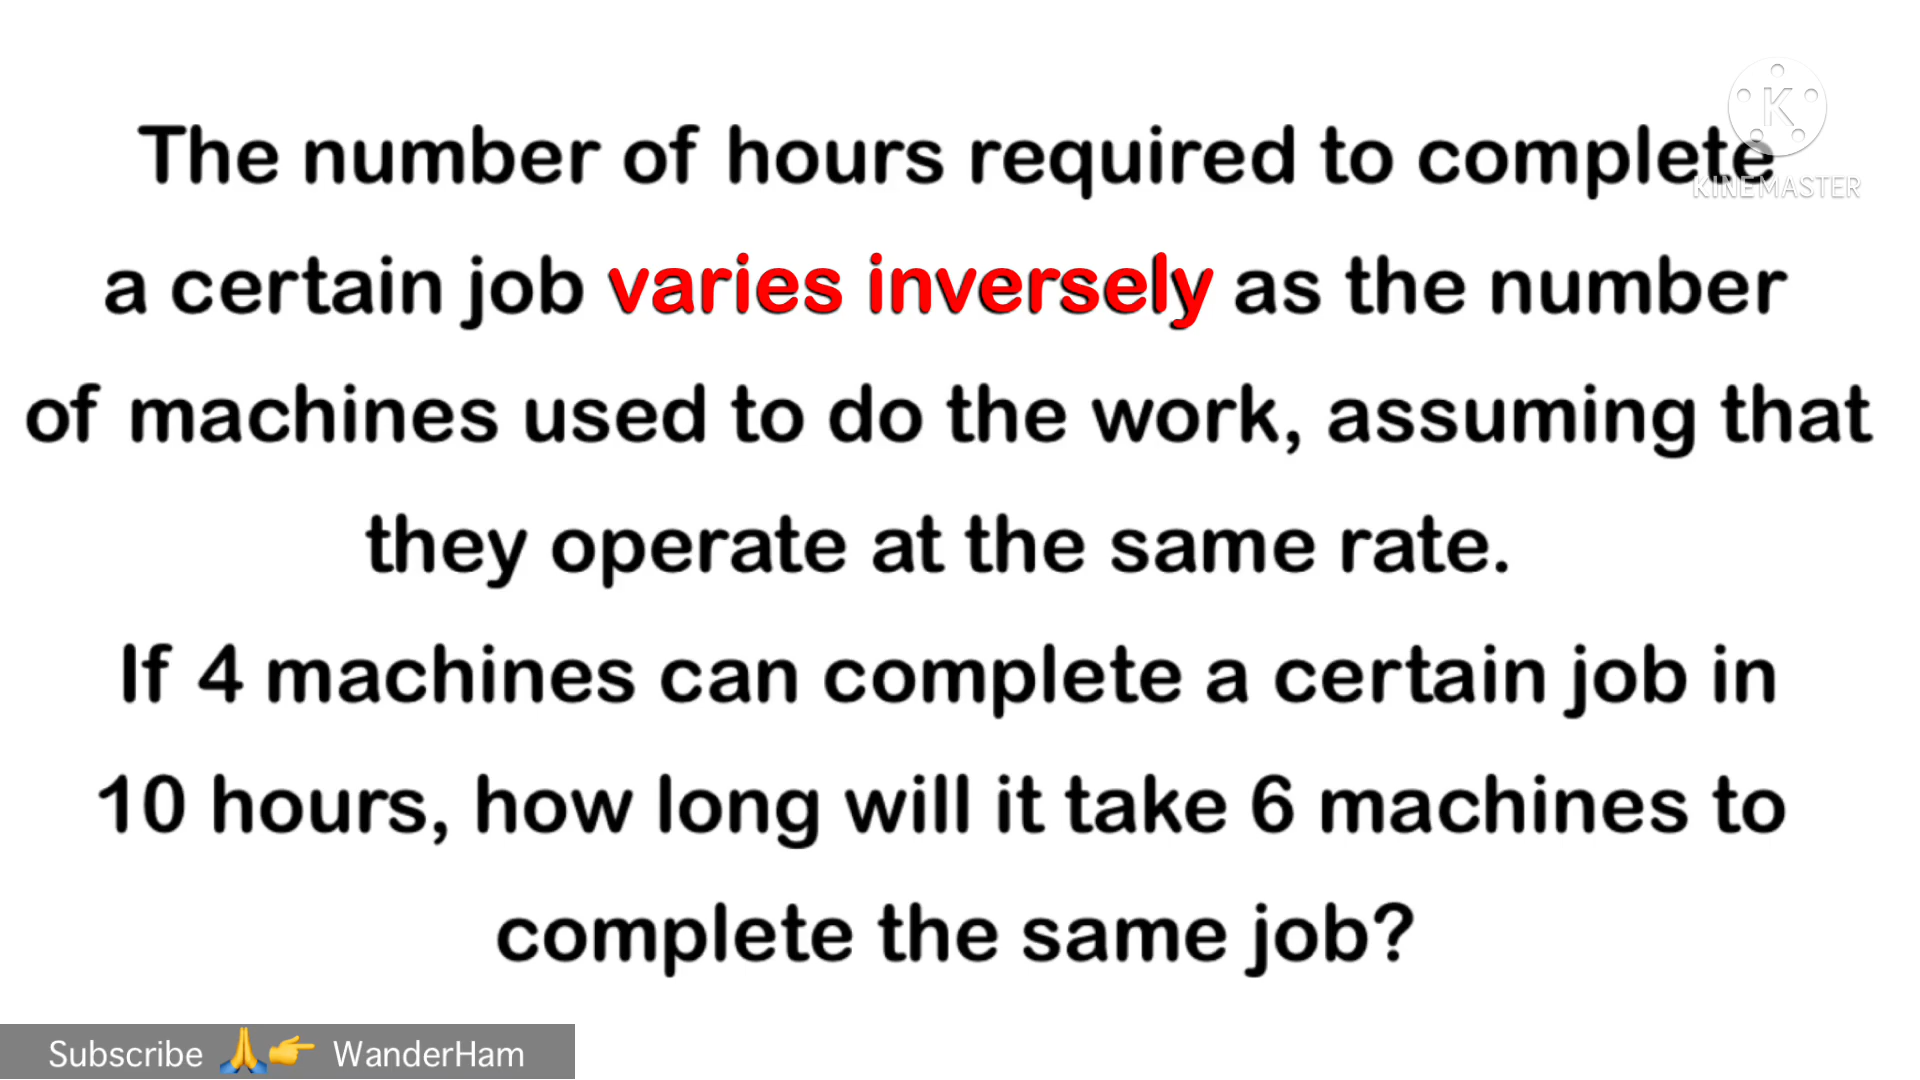 The number of hours required to complete
K
KINEMASTER
a certain job varies inversely as the number
of machines used to do the work, assuming that
they operate at the same rate.
If 4 machines can complete a certain job in
10 hours, how long will it take 6 machines to
complete the same job?
Subscribe 🙏👉 WanderHam